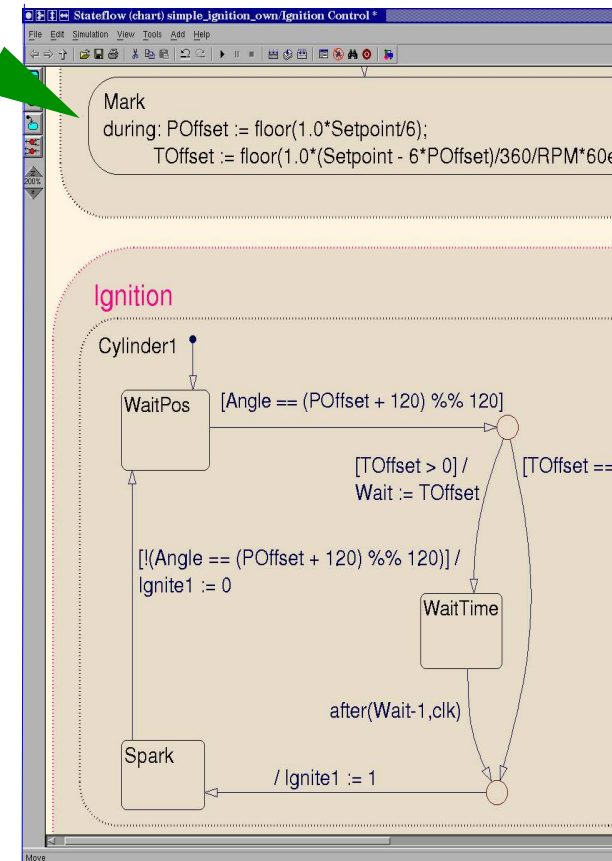 Stateflow (chart) simple_ignition_own/Ignition Control *
File Edit Simulation View Tools Add Help
Mark
during: POffset := floor(1.0*Setpoint/6);
TOffset := floor(1.0*(Setpoint - 6*POffset)/360/RPM*60e
200%
Ignition
Cylinder1
WaitPos
[Angle == (POffset + 120) %% 120]
[TOffset > 0] /
Wait := TOffset
[TOffset ==
[!(Angle == (POffset + 120) %% 120)] /
Ignite1 := 0
WaitTime
after(Wait-1,clk)
Spark
/ Ignite1 := 1
Move